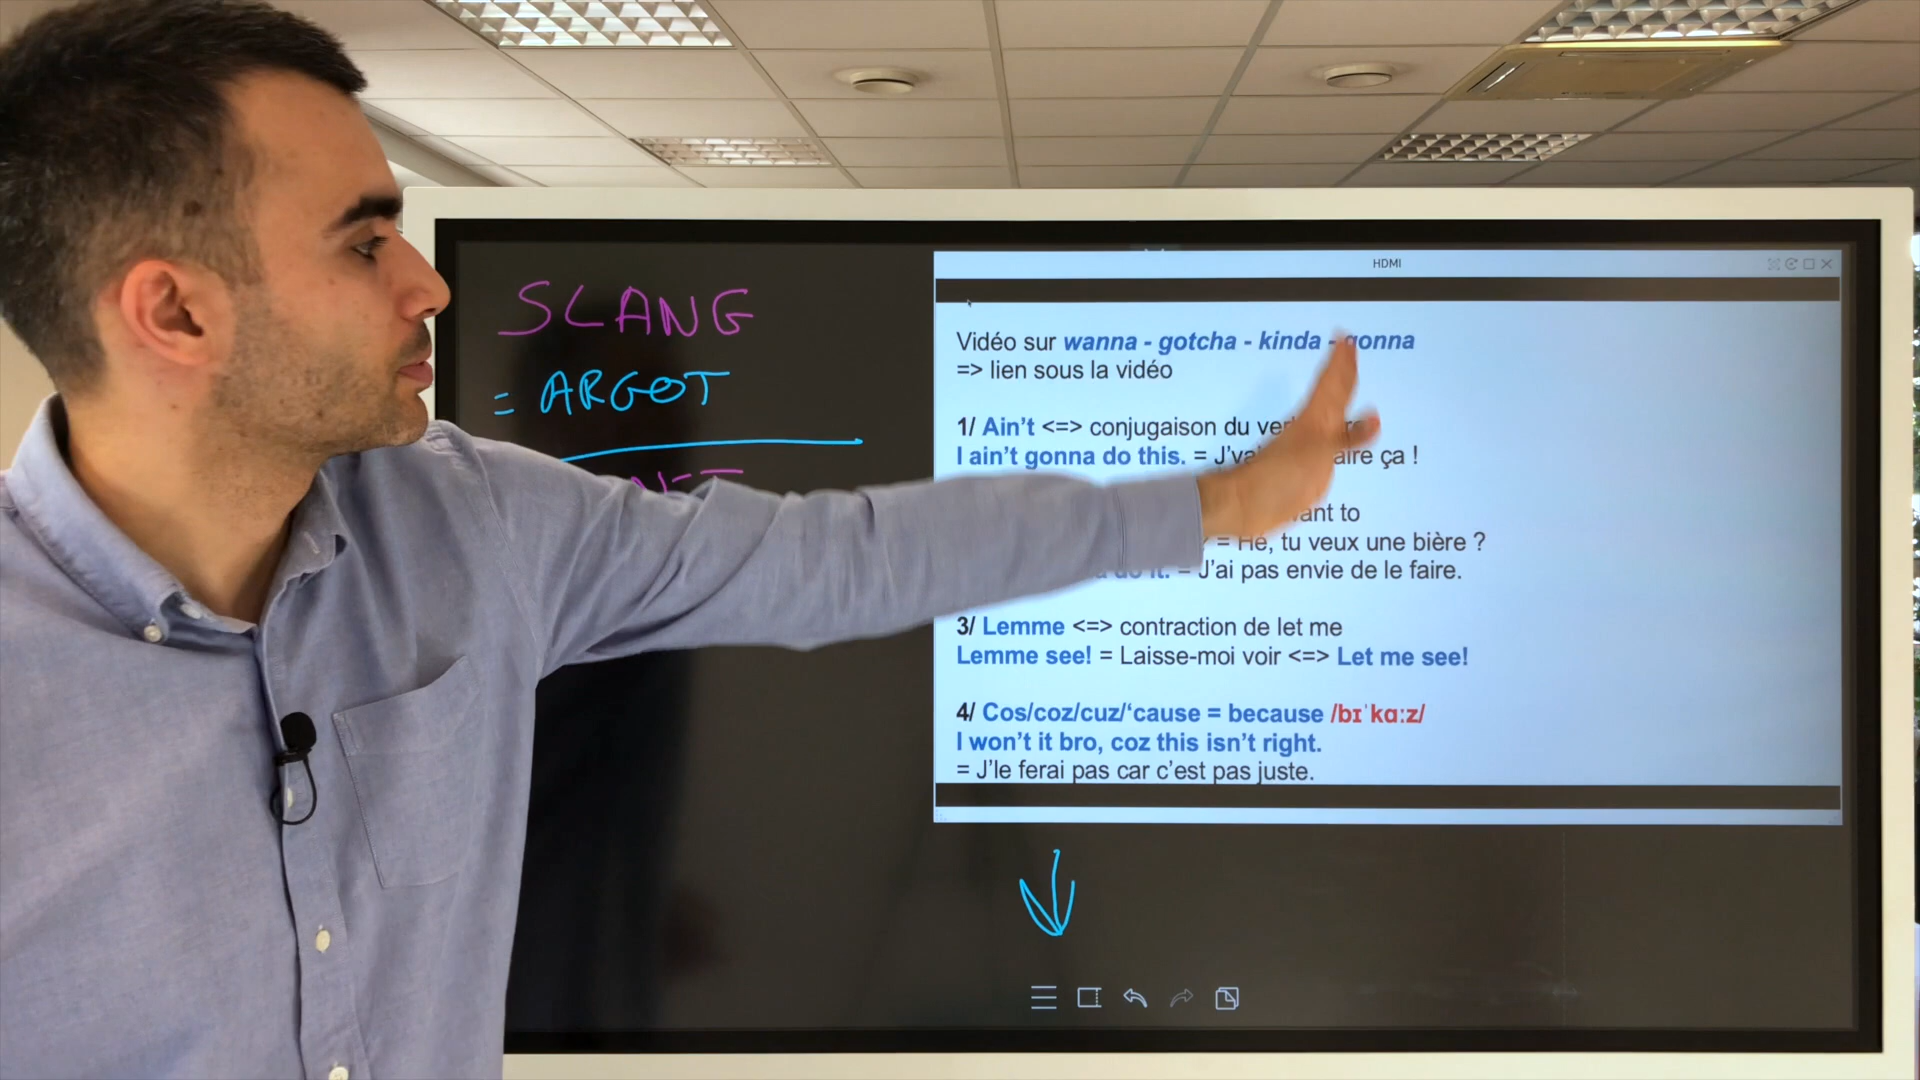 SLANG
= ARGOT
HDMI
Vidéo sur wanna - gotcha - kinda - gonna
=> lien sous la vidéo
1/ Ain't <=> conjugaison du
I ain't gonna do this. = ça !
to
= Hé, tu veux une bière ?
it. = J'ai pas envie de le faire.
3/ Lemme <=> contraction de let me
Lemme see! = Laisse-moi voir <=> Let me see!
4/ Cos/coz/cuz/‘cause = because /bɪˈkɑːz/
I won't it bro, coz this isn't right.
= J'le ferai pas car c'est pas juste.